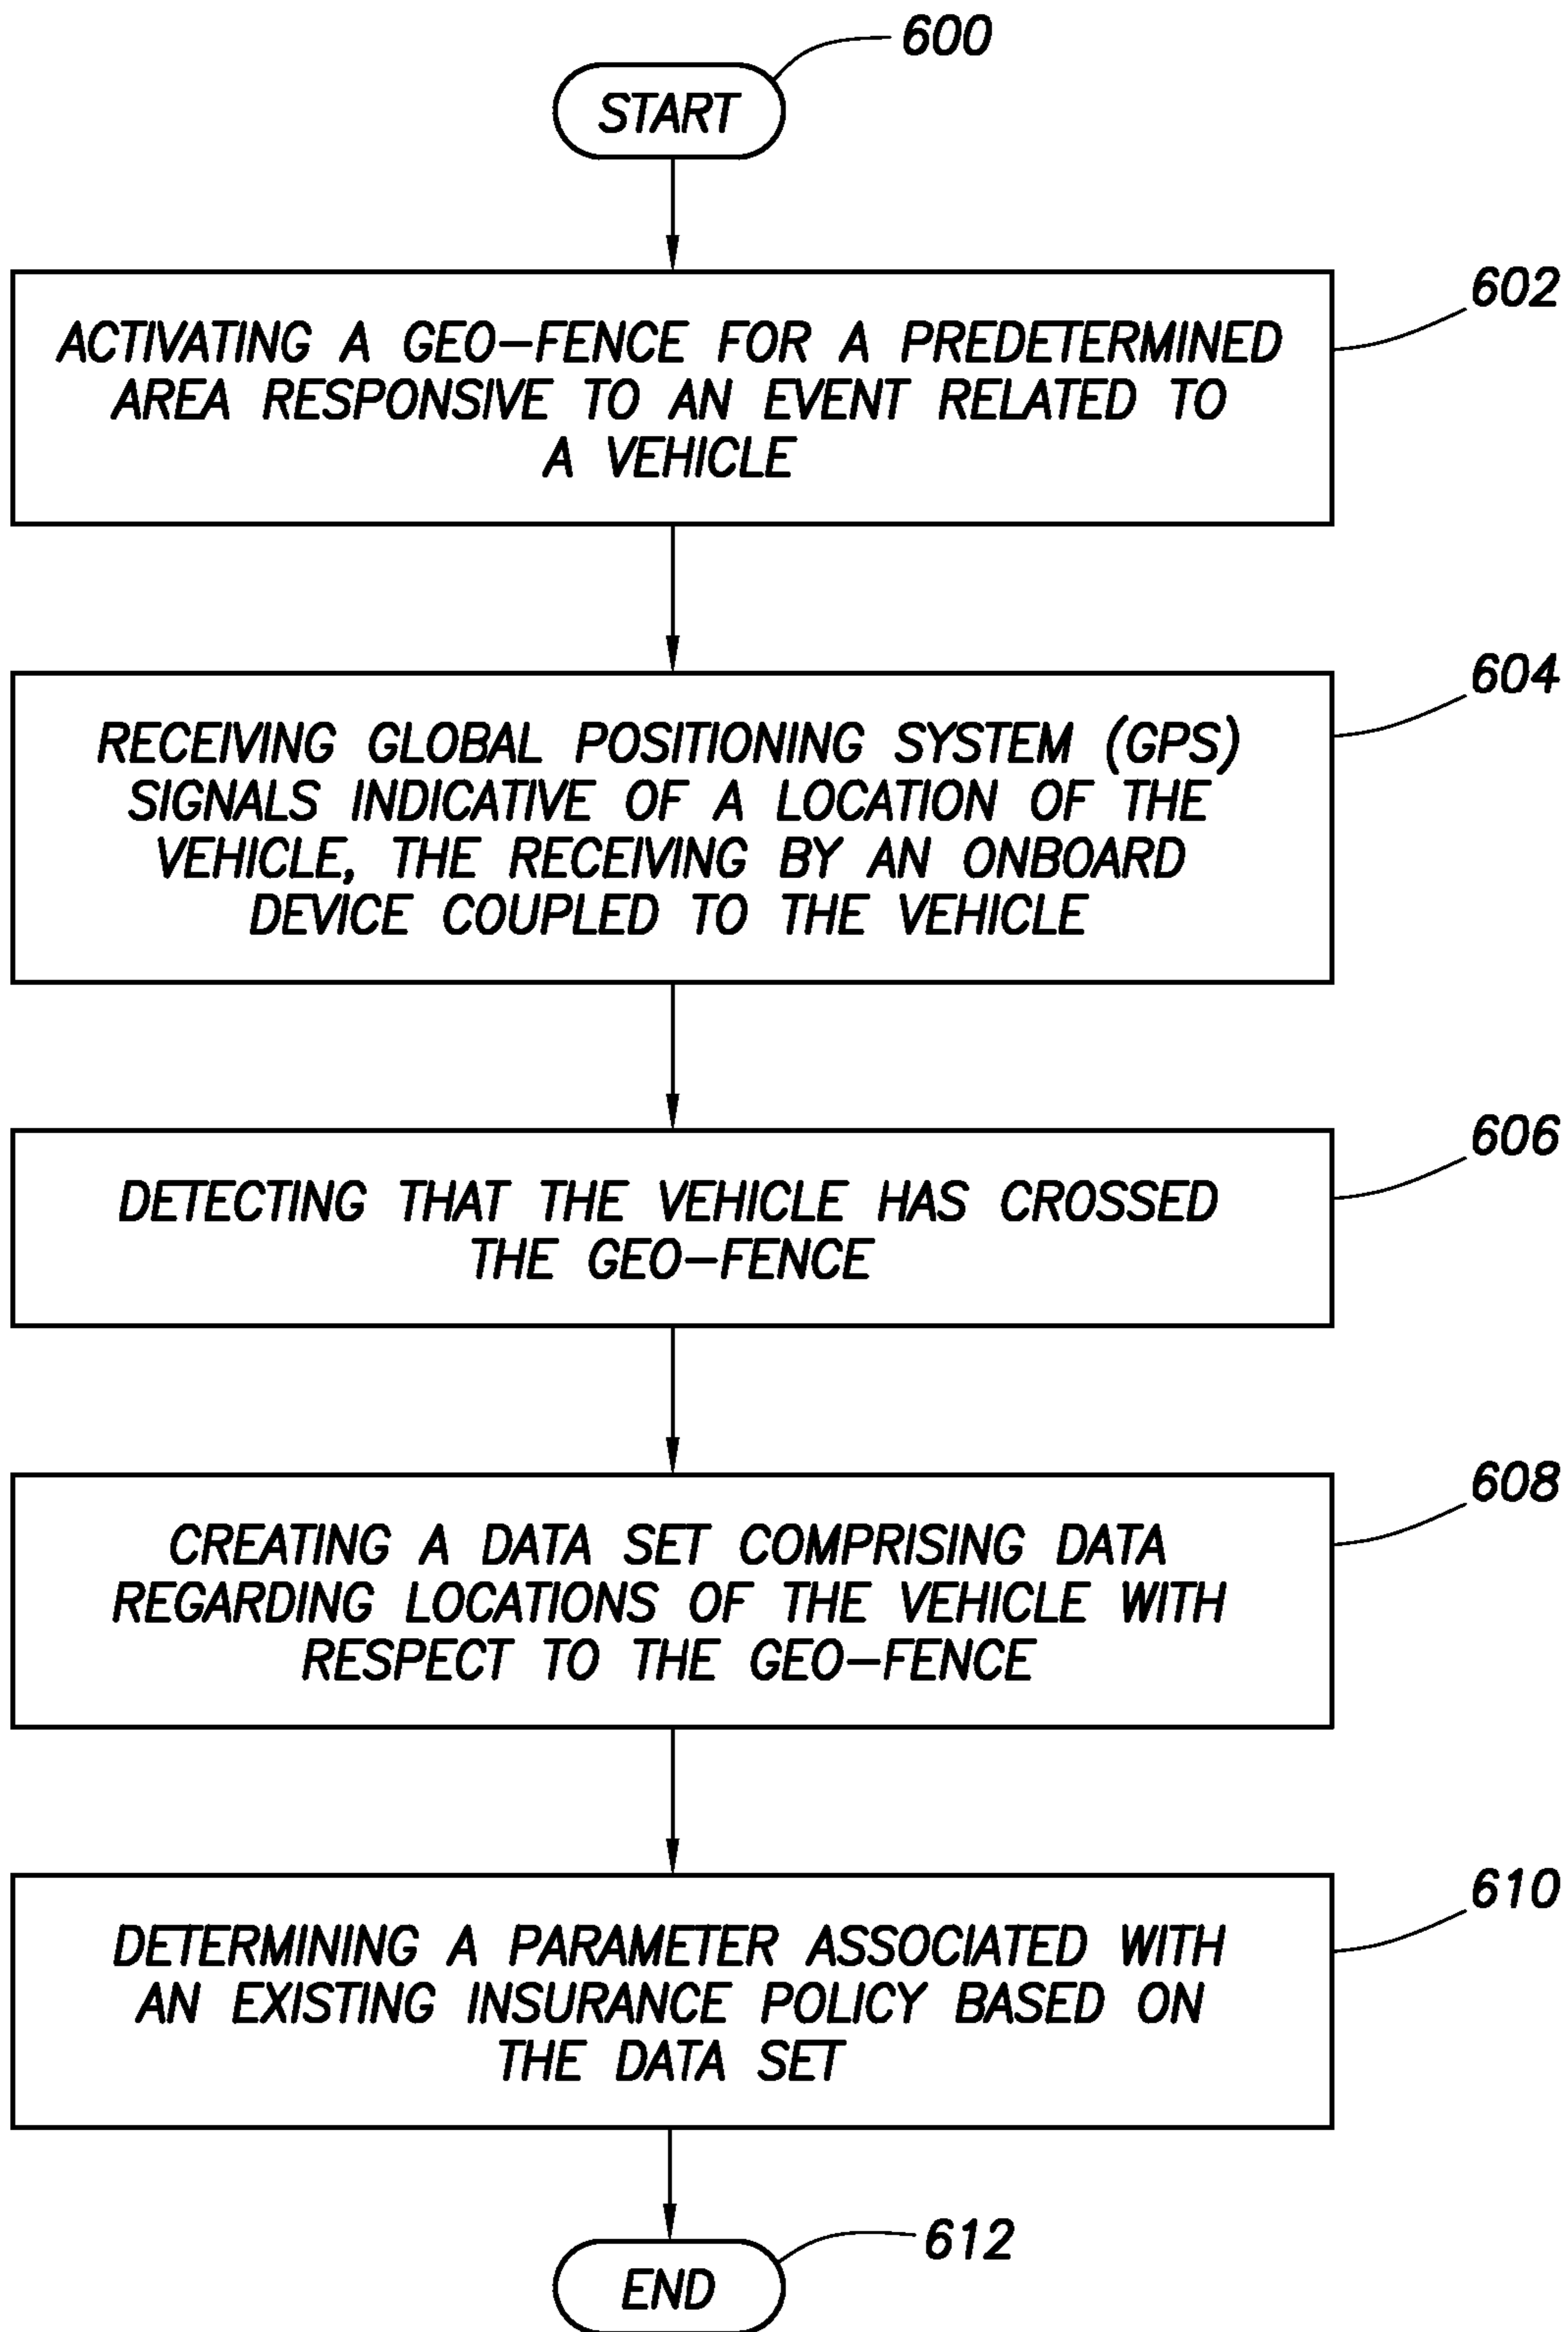 600
START
602
ACTIVATING A GEO-FENCE FOR A PREDETERMINED
AREA RESPONSIVE TO AN EVENT RELATED TO
A VEHICLE
604
RECEIVING GLOBAL POSITIONING SYSTEM (GPS)
SIGNALS INDICATIVE OF A LOCATION OF THE
VEHICLE, THE RECEIVING BY AN ONBOARD
DEVICE COUPLED TO THE VEHICLE
606
DETECTING THAT THE VEHICLE HAS CROSSED
THE GEO-FENCE
608
CREATING A DATA SET COMPRISING DATA
REGARDING LOCATIONS OF THE VEHICLE WITH
RESPECT TO THE GEO-FENCE
610
DETERMINING A PARAMETER ASSOCIATED WITH
AN EXISTING INSURANCE POLICY BASED ON
THE DATA SET
612
END